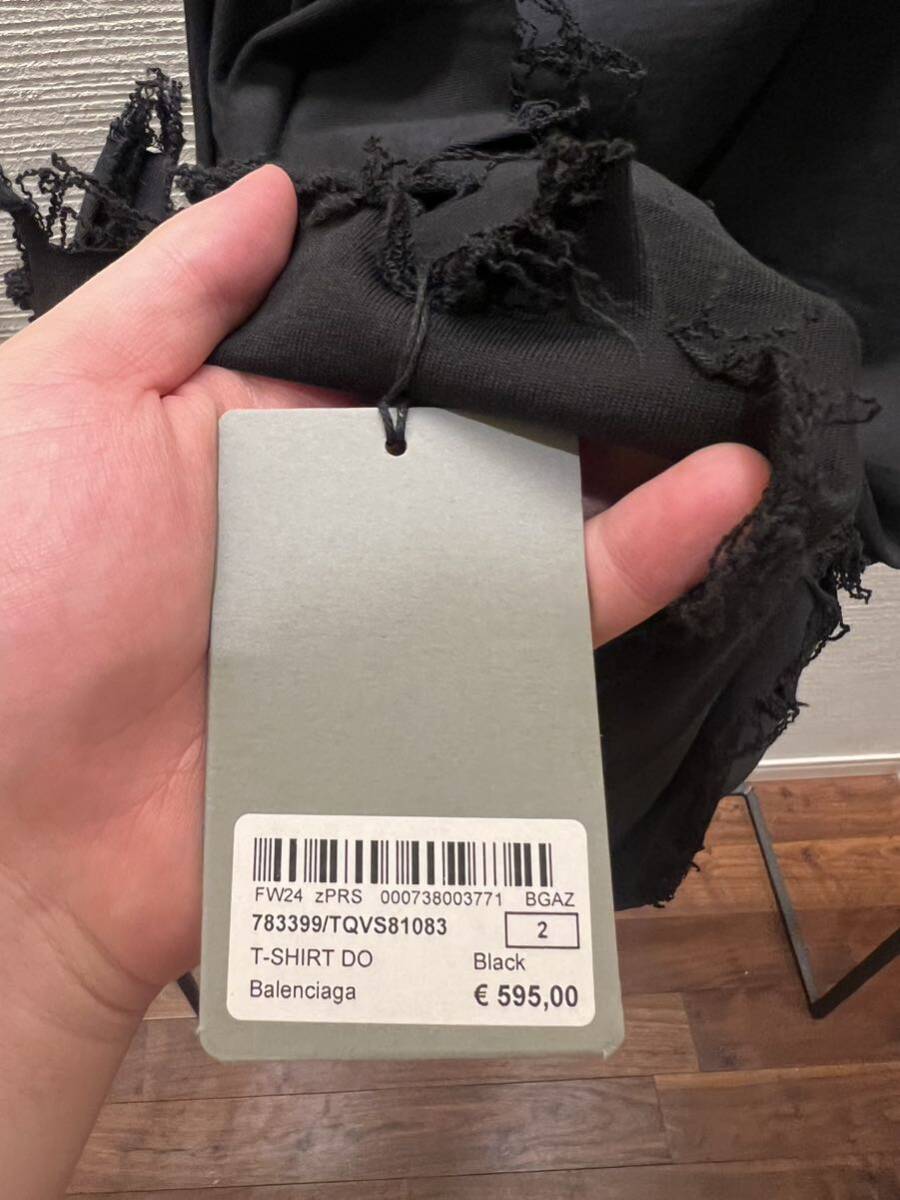 FW24 zPRS 000738003771 BGAZ
783399/TQVS81083 2
T-SHIRT DO Black
Balenciaga € 595,00